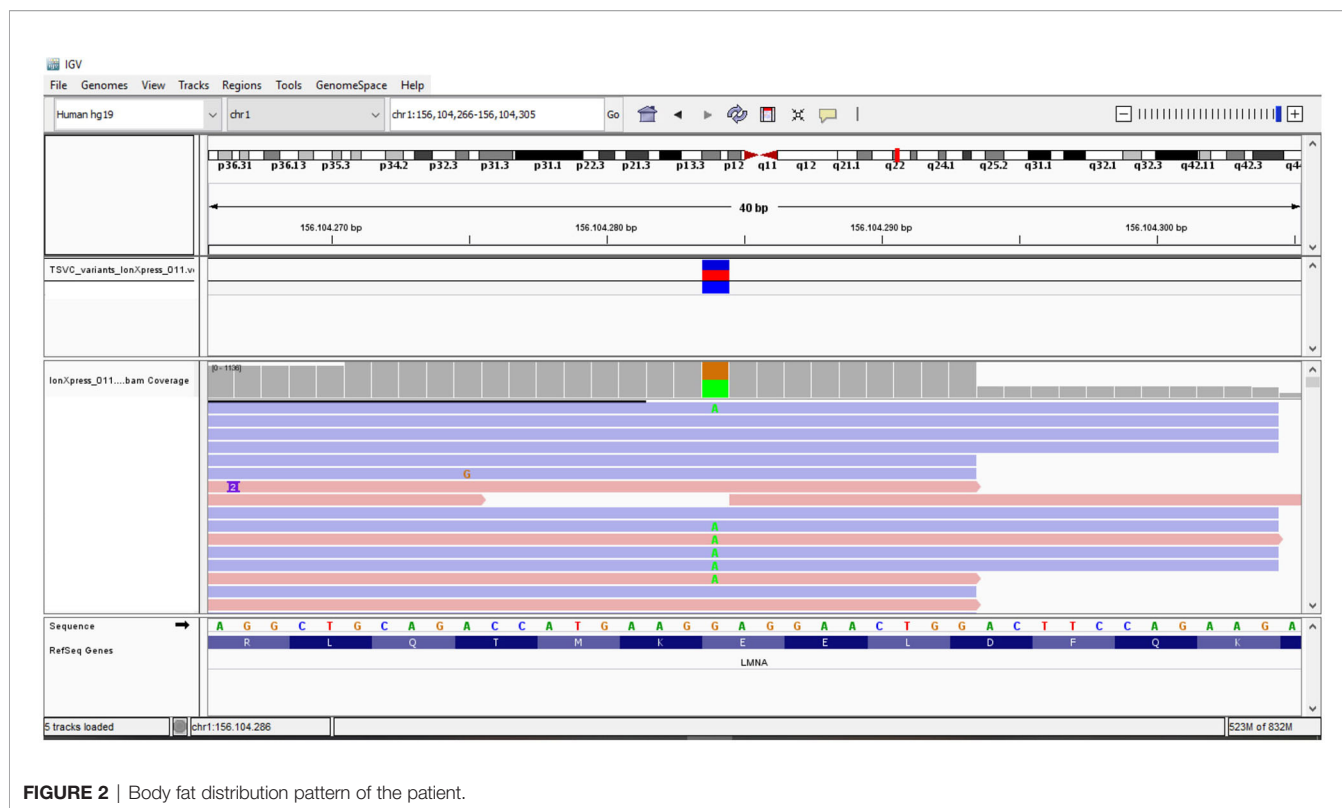 IGV
File Genomes View Tracks Regions Tools GenomeSpace Help
Human hg19 chr1 chr1:156,104,266-156,104,305 Go
p36.31 p36.13 p35.3 p34.2 p32.3 p31.3 p31.1 p22.3 p21.3 p13.3 p12 q11 q12 q21.1 q22 q24.1 q25.2 q31.1 q32.1 q32.3 q42.11 q42.3 q4
40 bp
156.104.270 bp 156.104.280 bp 156.104.290 bp 156.104.300 bp
TSVC_variants_IonXpress_011.v
IonXpress_011....bam Coverage
[0 - 1136]
A
G
2
A
A
A
A
A
Sequence A G G C T G C A G A C C A T G A A G G A G G A A C T G G A C T T C C A G A A G A
RefSeq Genes R L Q T M K E E L D F Q K
LMNA
5 tracks loaded chr1:156.104.286 523M of 832M
FIGURE 2 | Body fat distribution pattern of the patient.